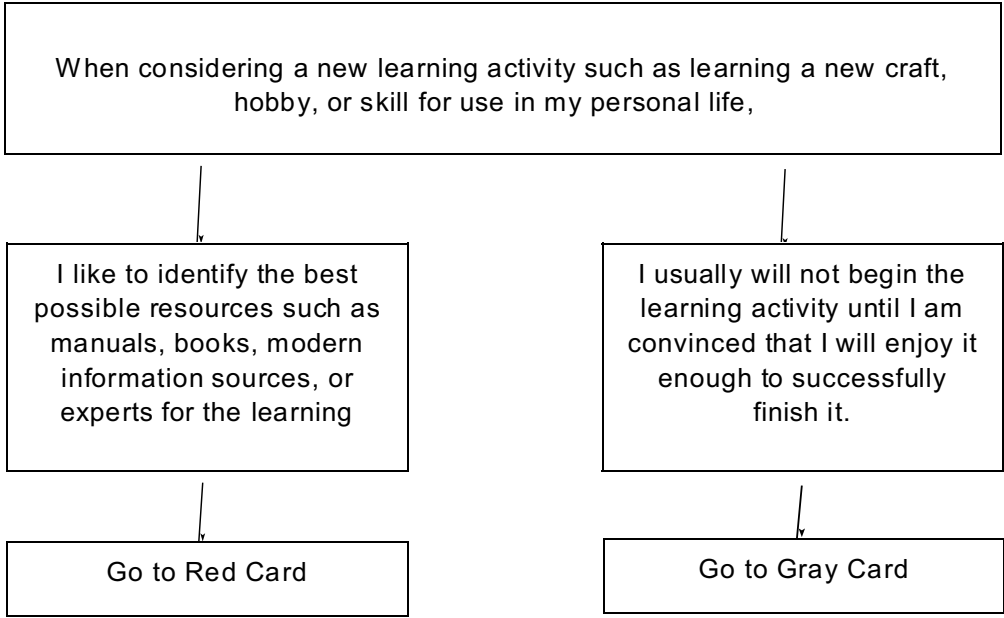 When considering a new learning activity such as learning a new craft,
hobby, or skill for use in my personal life,
I like to identify the best
possible resources such as
manuals, books, modern
information sources, or
experts for the learning
I usually will not begin the
learning activity until I am
convinced that I will enjoy it
enough to successfully
finish it.
Go to Red Card
Go to Gray Card